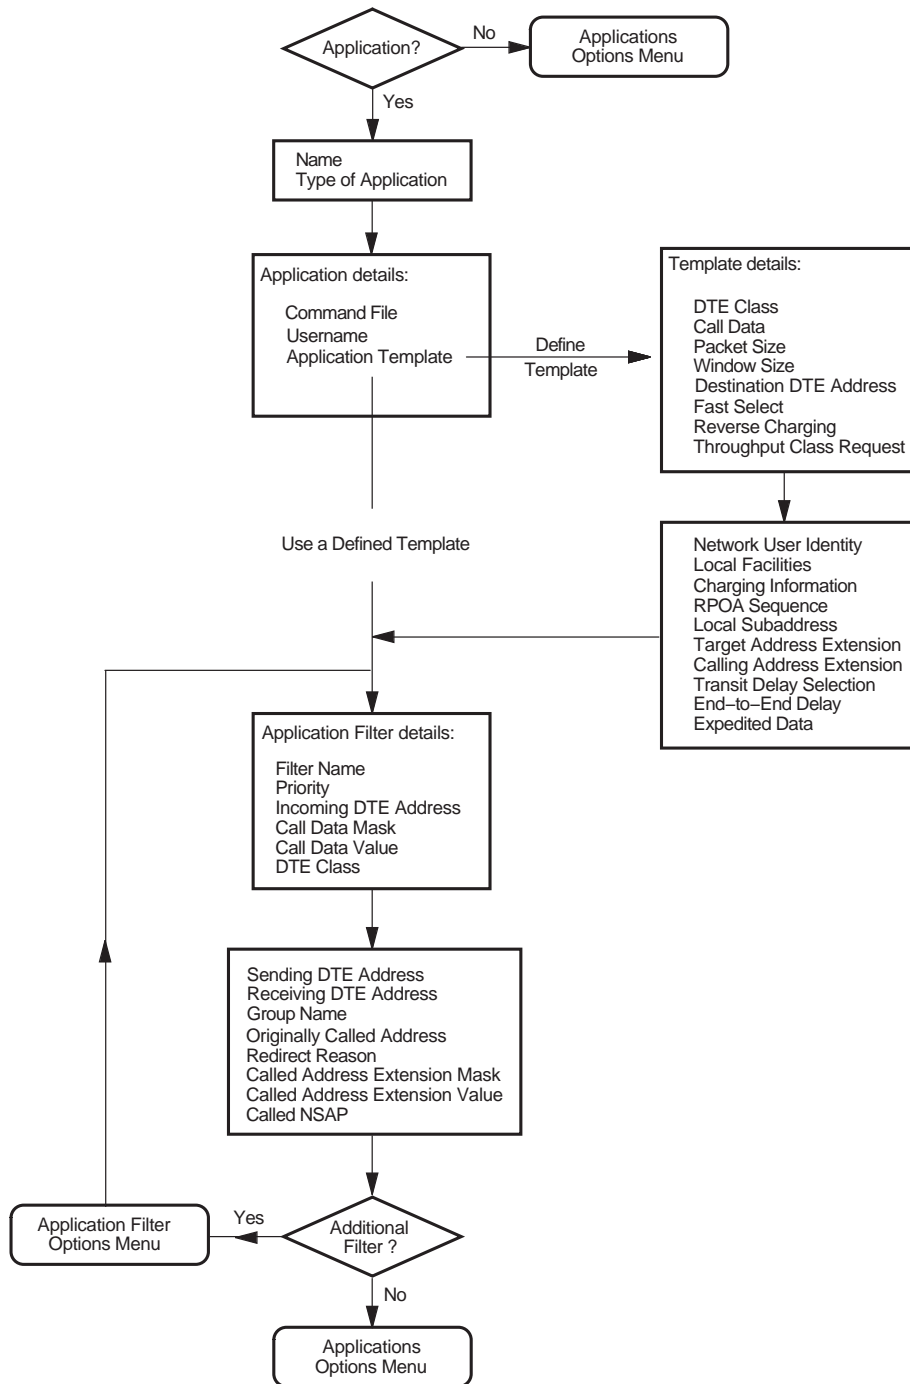 Application?
No
Applications
Options Menu
Yes
Name
Type of Application
Application details:
Command File
Username
Application Template
Define
Template
Template details:
DTE Class
Call Data
Packet Size
Window Size
Destination DTE Address
Fast Select
Reverse Charging
Throughput Class Request
Use a Defined Template
Network User Identity
Local Facilities
Charging Information
RPOA Sequence
Local Subaddress
Target Address Extension
Calling Address Extension
Transit Delay Selection
End−to−End Delay
Expedited Data
Application Filter details:
Filter Name
Priority
Incoming DTE Address
Call Data Mask
Call Data Value
DTE Class
Sending DTE Address
Receiving DTE Address
Group Name
Originally Called Address
Redirect Reason
Called Address Extension Mask
Called Address Extension Value
Called NSAP
Application Filter
Options Menu
Yes
Additional
Filter ?
No
Applications
Options Menu